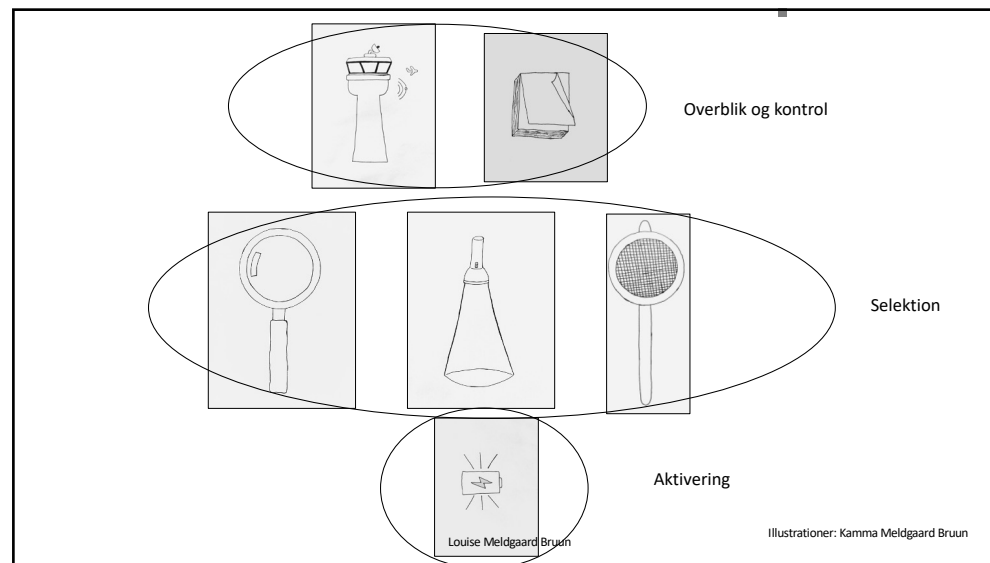 Overblik og kontrol
Selektion
Aktivering
Louise Meldgaard Bruun
Illustrationer: Kamma Meldgaard Bruun